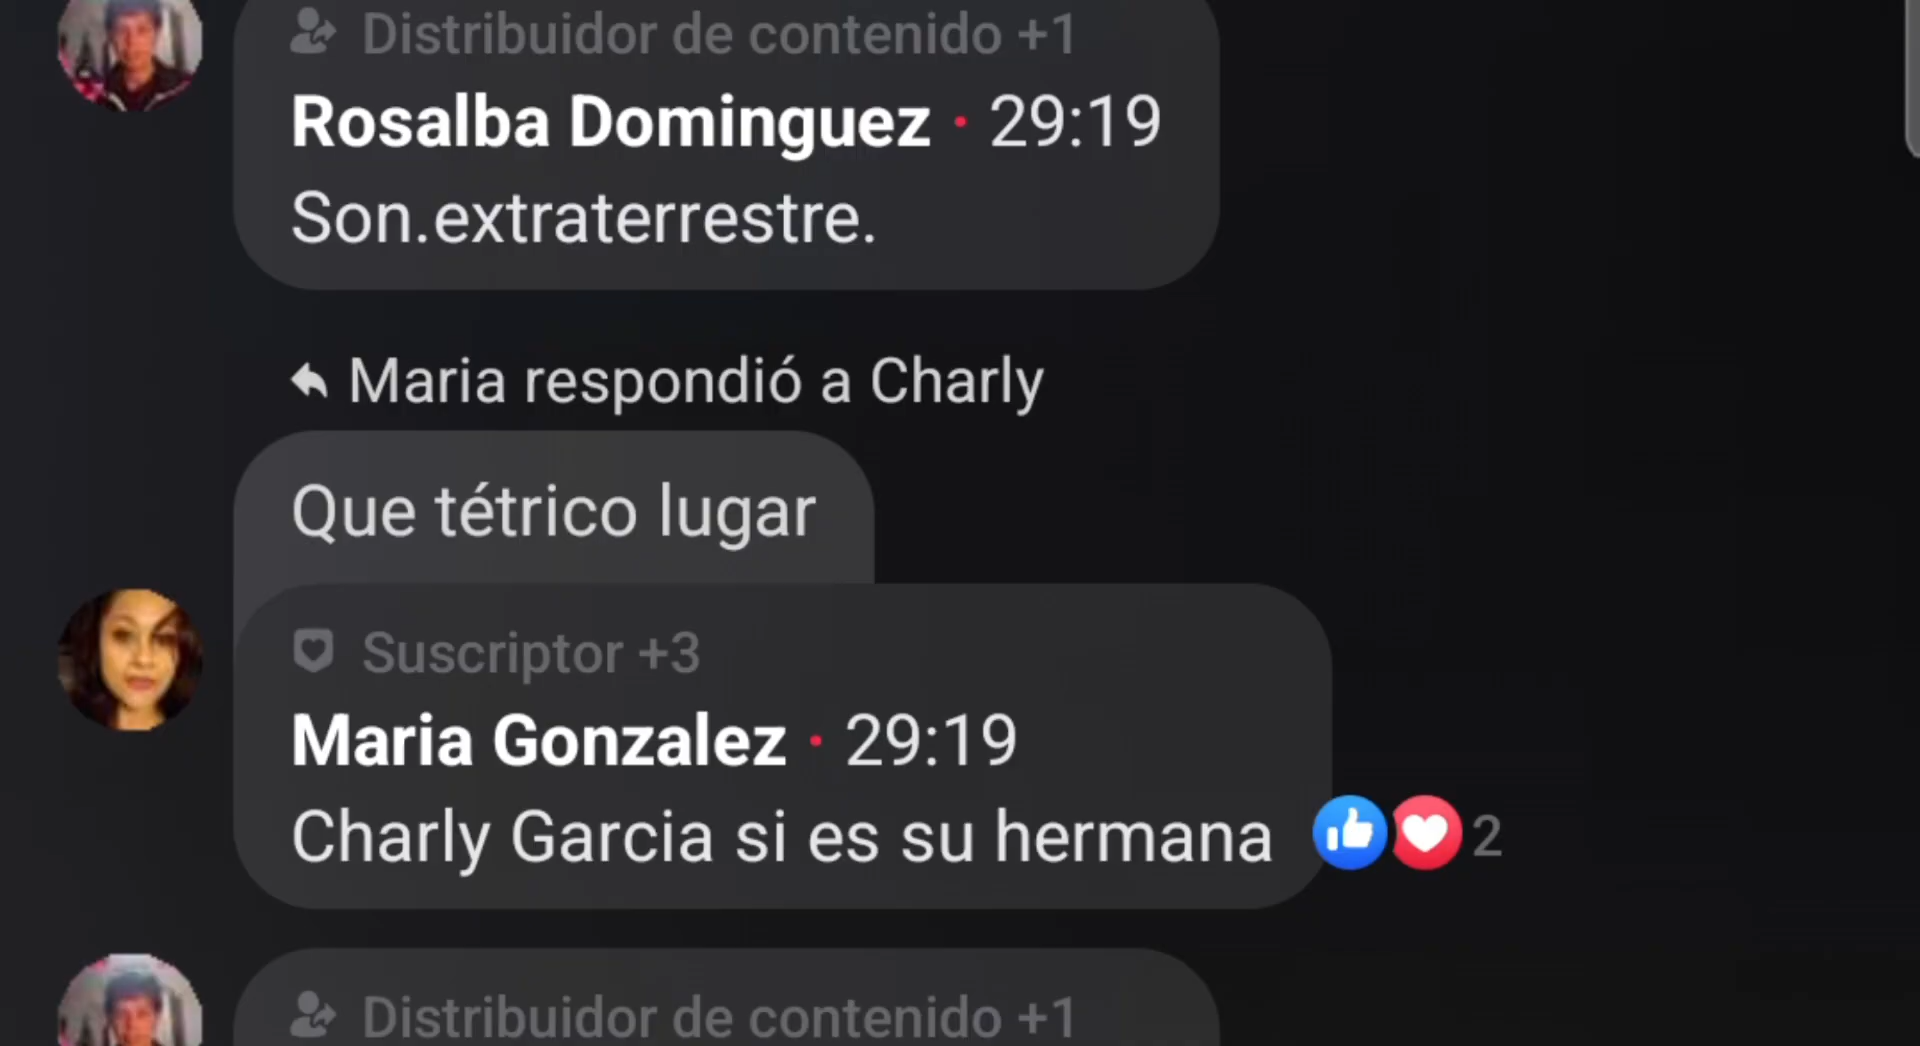 Distribuidor de contenido +1
Rosalba Dominguez · 29:19
Son.extraterrestre.
Maria respondió a Charly
Que tétrico lugar
Suscriptor +3
Maria Gonzalez · 29:19
Charly Garcia si es su hermana
2
Distribuidor de contenido +1